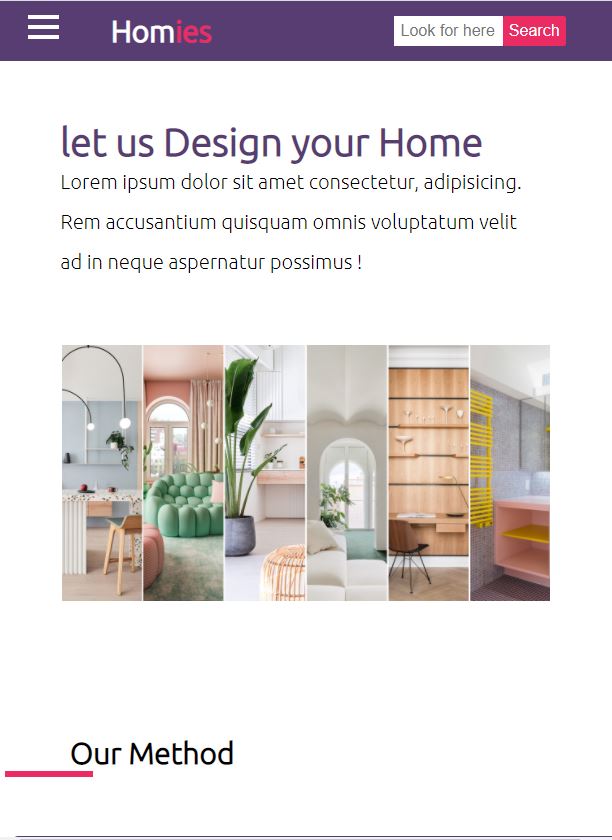 Homies
Look for here
Search
let us Design your Home
Lorem ipsum dolor sit amet consectetur, adipisicing.
Rem accusantium quisquam omnis voluptatum velit
ad in neque aspernatur possimus !
Our Method